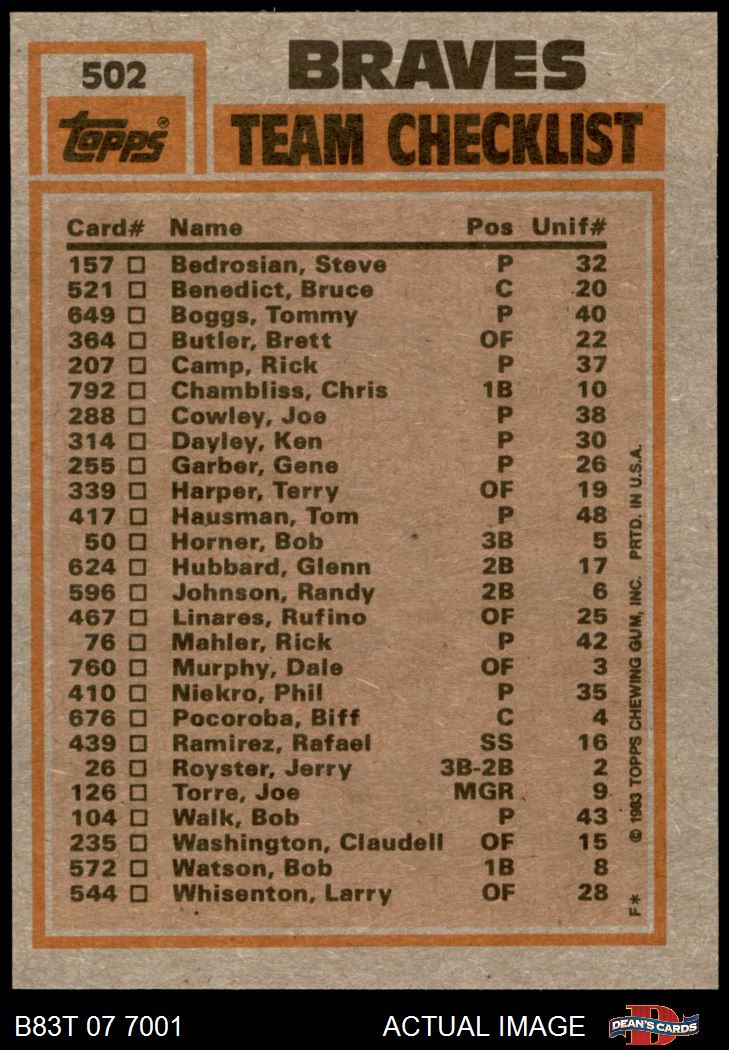 502
BRAVES
topps®
TEAM CHECKLIST
Card# Name Pos Unif#
157 □ Bedrosian, Steve P 32
521 □ Benedict, Bruce C 20
649 □ Boggs, Tommy P 40
364 □ Butler, Brett OF 22
207 □ Camp, Rick P 37
792 □ Chambliss, Chris 1B 10
288 □ Cowley, Joe P 38
314 □ Dayley, Ken P 30
255 □ Garber, Gene P 26
339 □ Harper, Terry OF 19
417 □ Hausman, Tom P 48
50 □ Horner, Bob 3B 5
624 □ Hubbard, Glenn 2B 17
596 □ Johnson, Randy 2B 6
467 □ Linares, Rufino OF 25
76 □ Mahler, Rick P 42
760 □ Murphy, Dale OF 3
410 □ Niekro, Phil P 35
676 □ Pocoroba, Biff C 4
439 □ Ramirez, Rafael SS 16
26 □ Royster, Jerry 3B-2B 2
126 □ Torre, Joe MGR 9
104 □ Walk, Bob P 43
235 □ Washington, Claudell OF 15
572 □ Watson, Bob 1B 8
544 □ Whisenton, Larry OF 28
F* © 1983 TOPPS CHEWING GUM, INC. PRTD. IN U.S.A.
B83T 07 7001 ACTUAL IMAGE
D
DEAN'S CARDS